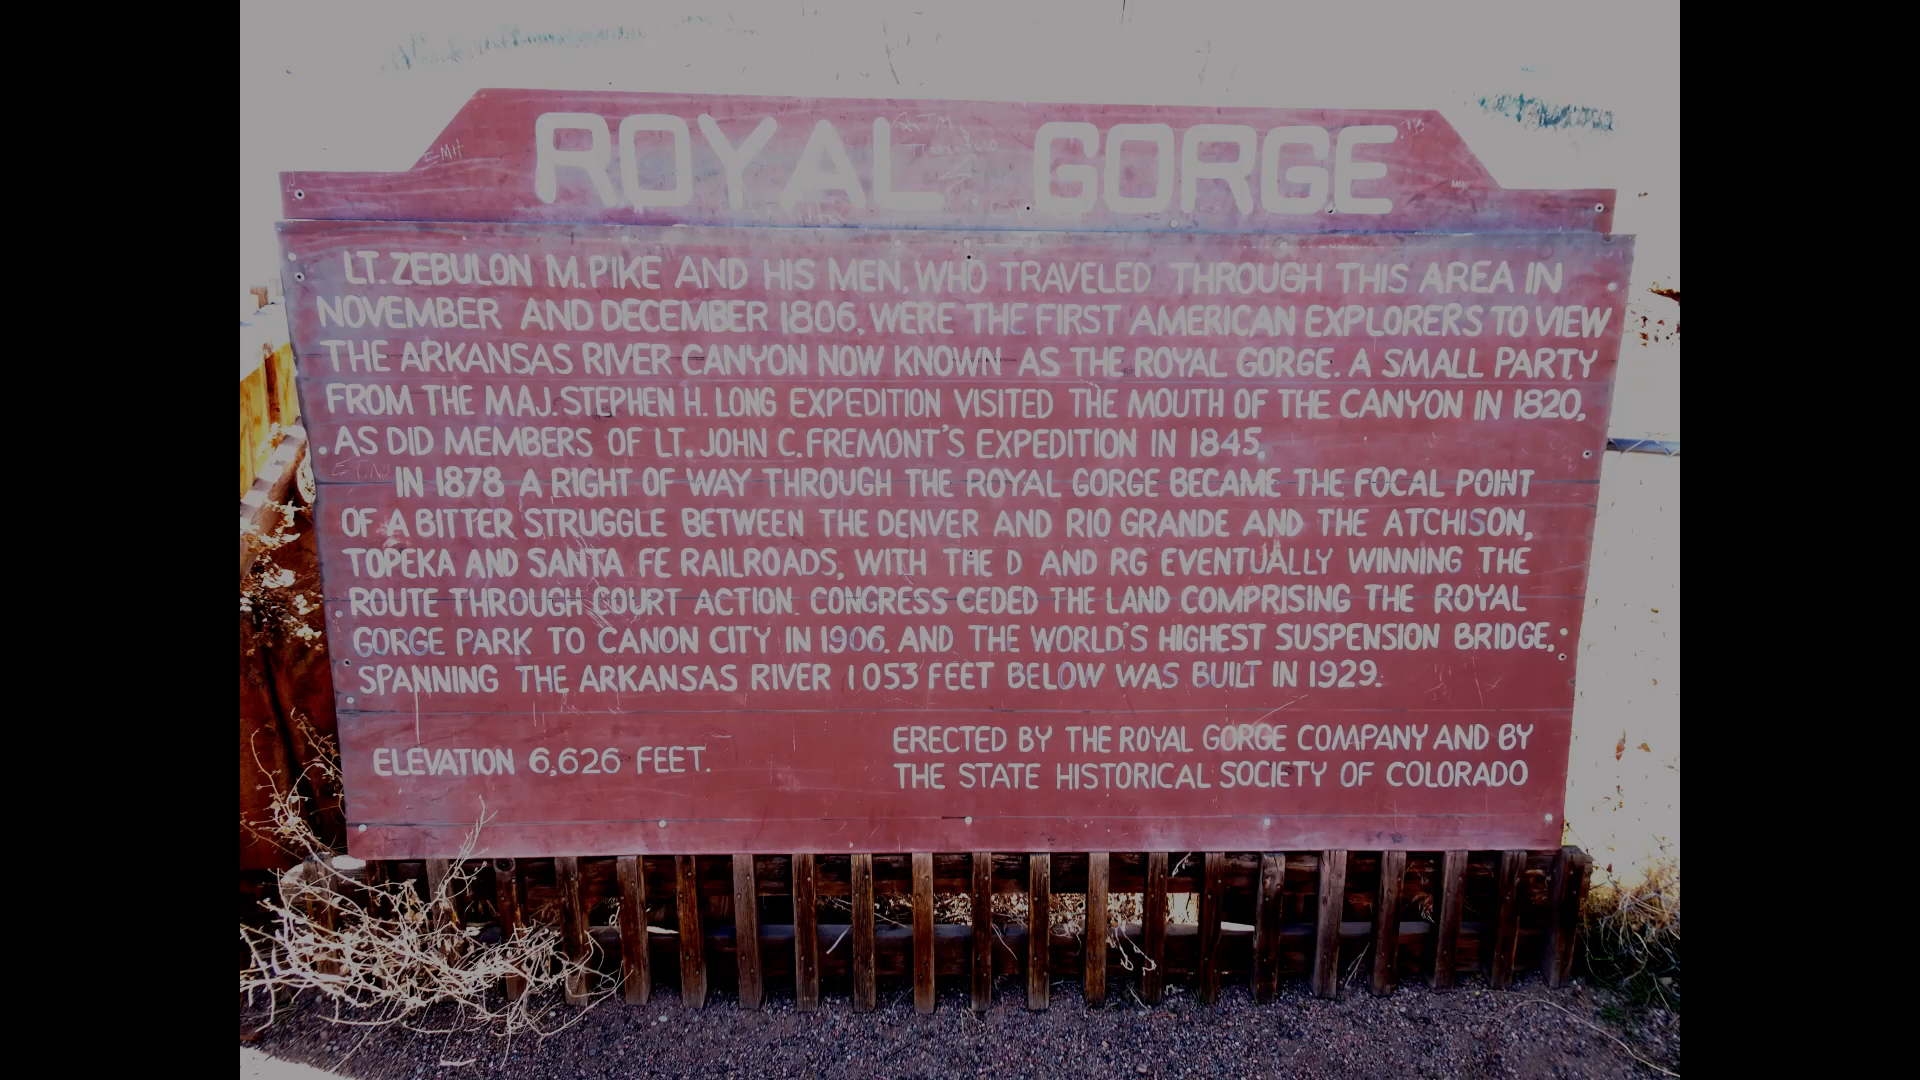 ROYAL GORGE
EMH
LT. ZEBULON M. PIKE AND HIS MEN, WHO TRAVELED THROUGH THIS AREA IN
NOVEMBER AND DECEMBER 1806, WERE THE FIRST AMERICAN EXPLORERS TO VIEW
THE ARKANSAS RIVER CANYON NOW KNOWN AS THE ROYAL GORGE. A SMALL PARTY
FROM THE MAJ. STEPHEN H. LONG EXPEDITION VISITED THE MOUTH OF THE CANYON IN 1820,
AS DID MEMBERS OF LT. JOHN C. FREMONT'S EXPEDITION IN 1845.
IN 1878 A RIGHT OF WAY THROUGH THE ROYAL GORGE BECAME THE FOCAL POINT
OF A BITTER STRUGGLE BETWEEN THE DENVER AND RIO GRANDE AND THE ATCHISON,
TOPEKA AND SANTA FE RAILROADS, WITH THE D AND RG EVENTUALLY WINNING THE
ROUTE THROUGH COURT ACTION. CONGRESS CEDED THE LAND COMPRISING THE ROYAL
GORGE PARK TO CANON CITY IN 1906. AND THE WORLD'S HIGHEST SUSPENSION BRIDGE,
SPANNING THE ARKANSAS RIVER 1053 FEET BELOW WAS BUILT IN 1929.
ELEVATION 6,626 FEET.
ERECTED BY THE ROYAL GORGE COMPANY AND BY
THE STATE HISTORICAL SOCIETY OF COLORADO